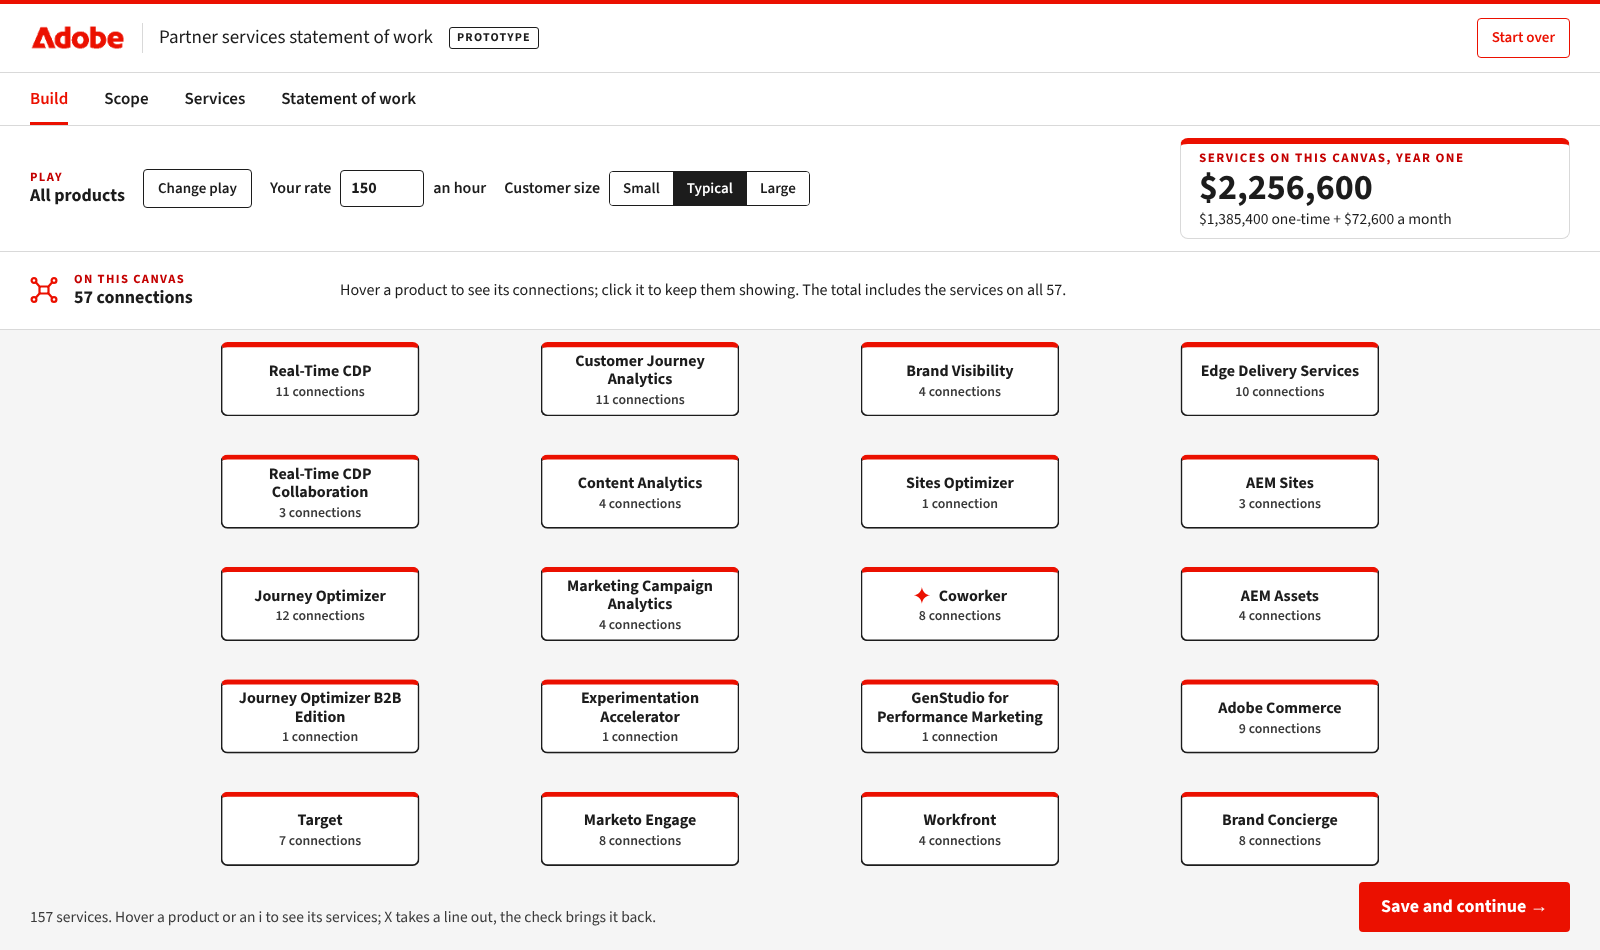 Adobe
Partner services statement of work
PROTOTYPE
Start over
Build
Scope
Services
Statement of work
PLAY
All products
Change play
Your rate
150
an hour
Customer size
Small
Typical
Large
SERVICES ON THIS CANVAS, YEAR ONE
$2,256,600
$1,385,400 one-time + $72,600 a month
ON THIS CANVAS
57 connections
Hover a product to see its connections; click it to keep them showing. The total includes the services on all 57.
Real-Time CDP
11 connections
Customer Journey
Analytics
11 connections
Brand Visibility
4 connections
Edge Delivery Services
10 connections
Real-Time CDP
Collaboration
3 connections
Content Analytics
4 connections
Sites Optimizer
1 connection
AEM Sites
3 connections
Journey Optimizer
12 connections
Marketing Campaign
Analytics
4 connections
Coworker
8 connections
AEM Assets
4 connections
Journey Optimizer B2B
Edition
1 connection
Experimentation
Accelerator
1 connection
GenStudio for
Performance Marketing
1 connection
Adobe Commerce
9 connections
Target
7 connections
Marketo Engage
8 connections
Workfront
4 connections
Brand Concierge
8 connections
157 services. Hover a product or an i to see its services; X takes a line out, the check brings it back.
Save and continue →